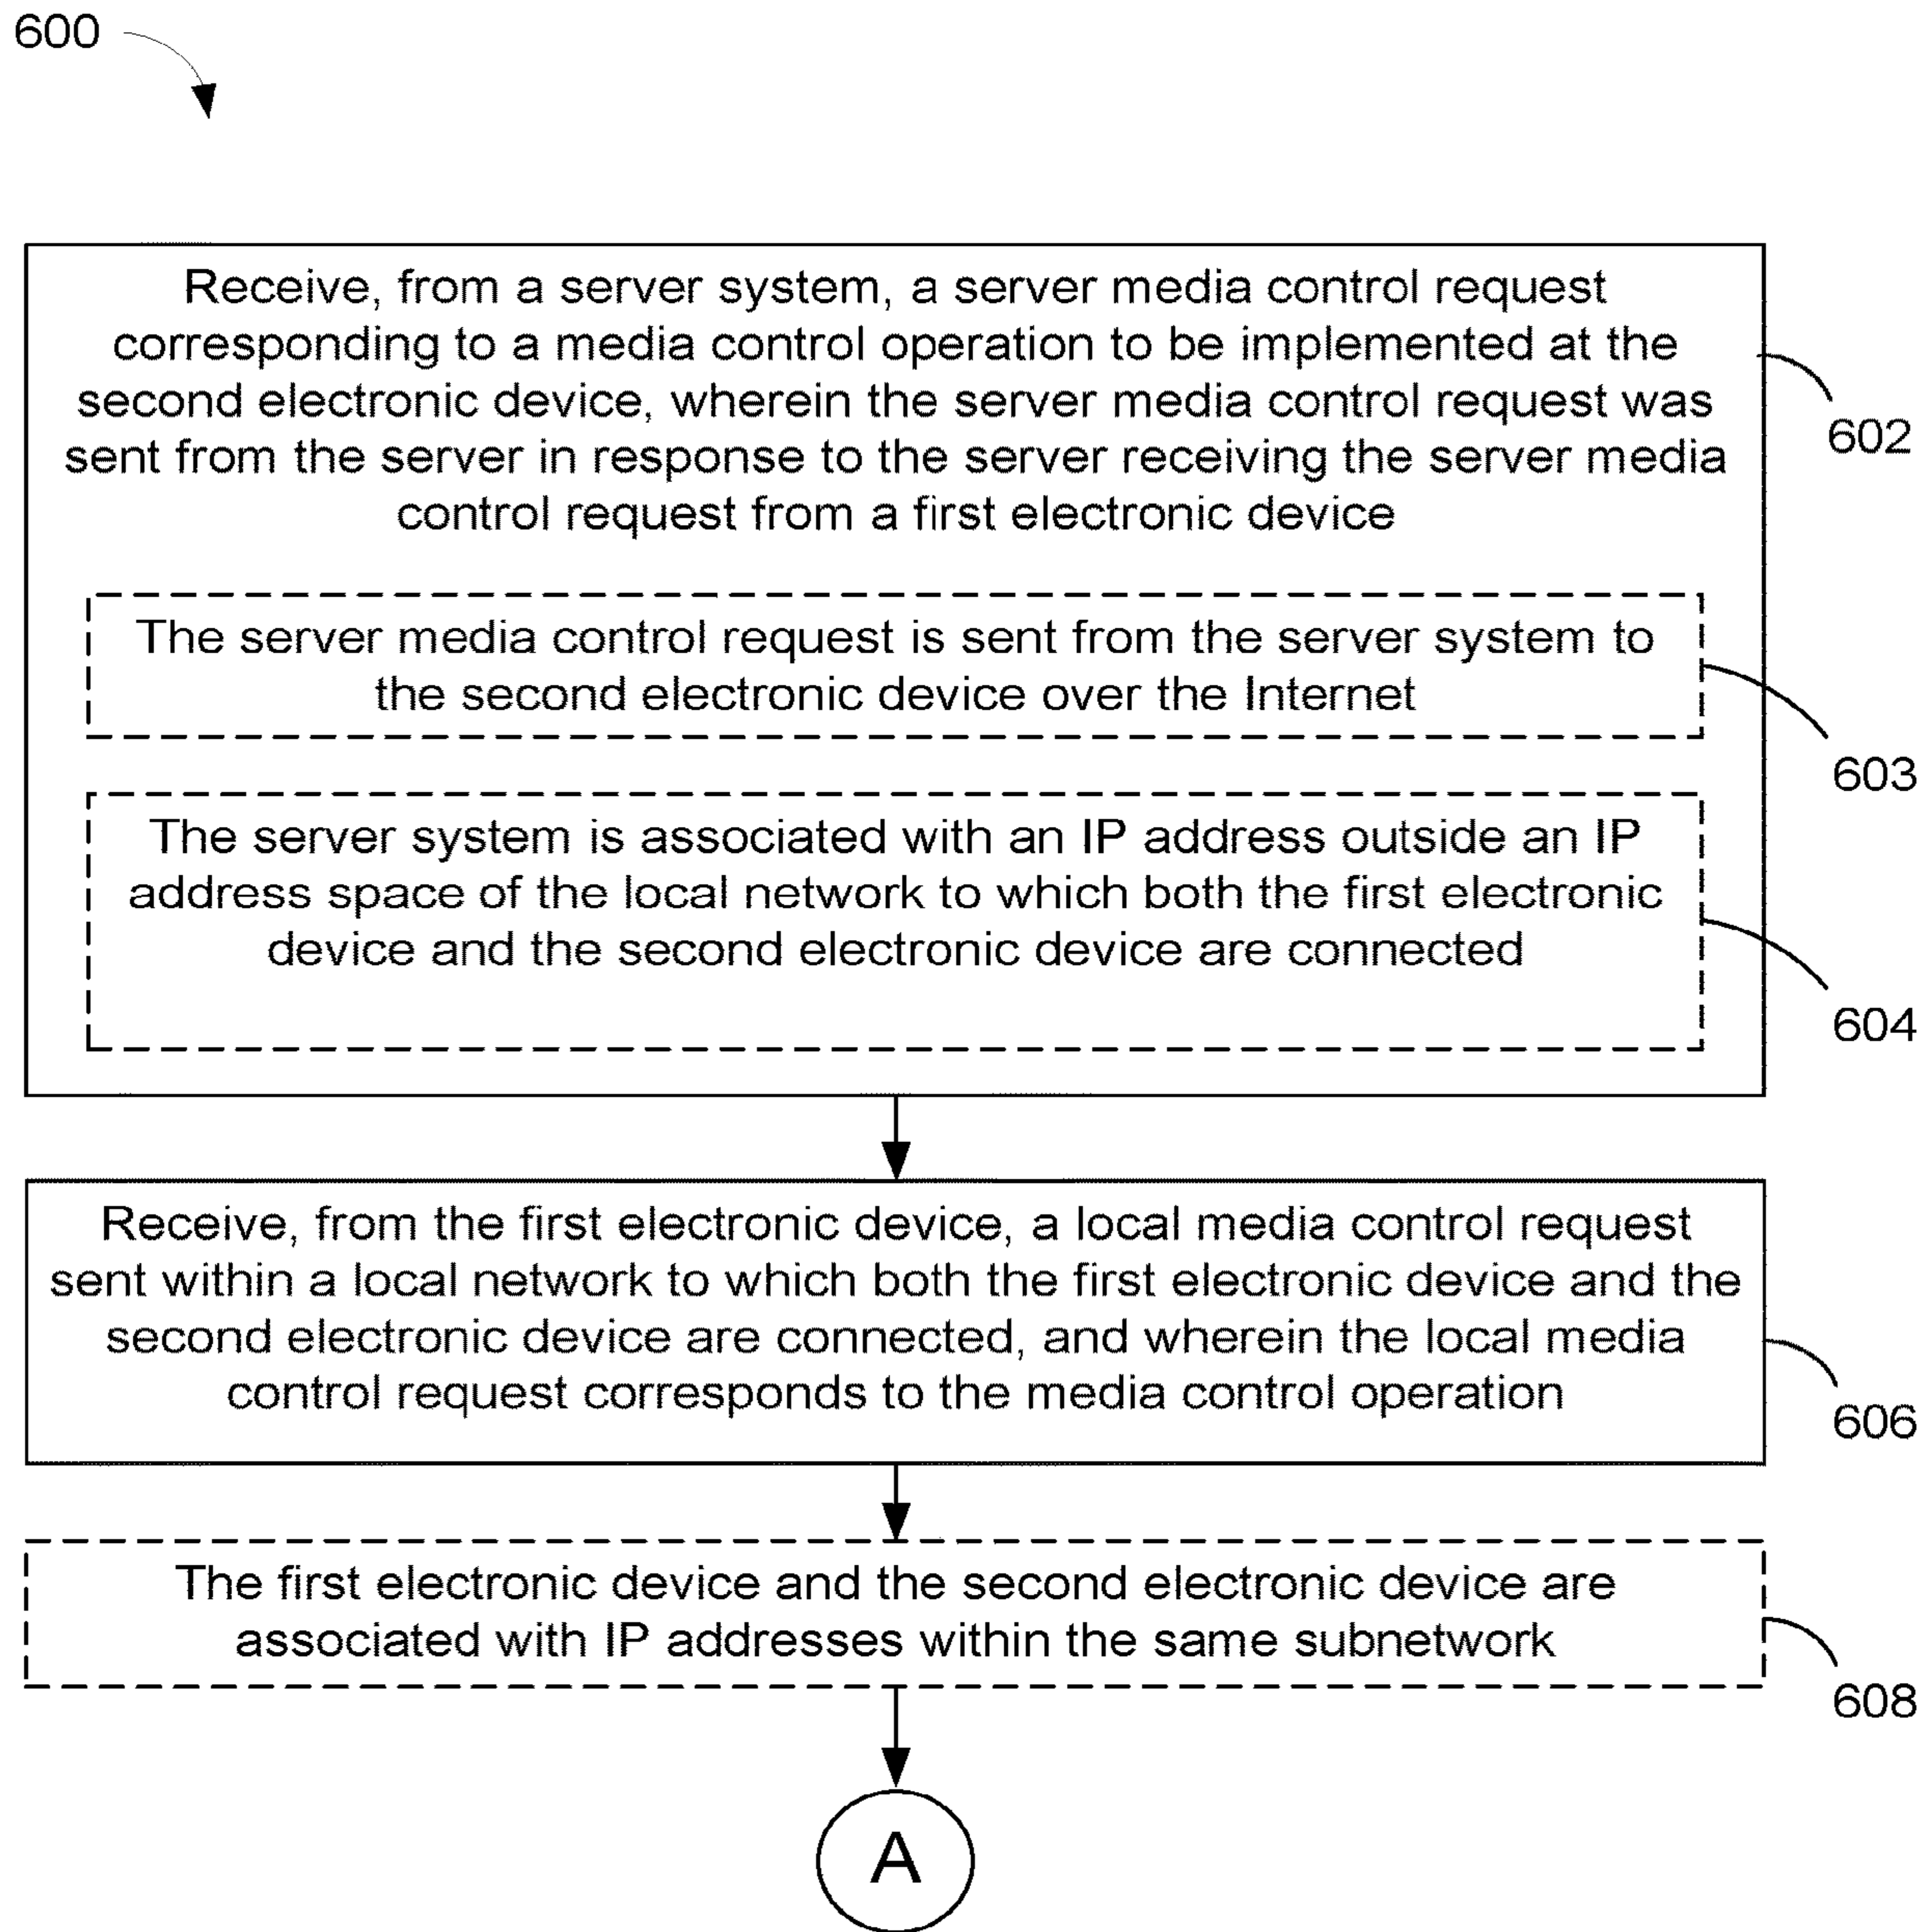 600
Receive, from a server system, a server media control request
corresponding to a media control operation to be implemented at the
second electronic device, wherein the server media control request was
sent from the server in response to the server receiving the server media
control request from a first electronic device
602
The server media control request is sent from the server system to
the second electronic device over the Internet
603
The server system is associated with an IP address outside an IP
address space of the local network to which both the first electronic
device and the second electronic device are connected
604
Receive, from the first electronic device, a local media control request
sent within a local network to which both the first electronic device and the
second electronic device are connected, and wherein the local media
control request corresponds to the media control operation
606
The first electronic device and the second electronic device are
associated with IP addresses within the same subnetwork
608
A